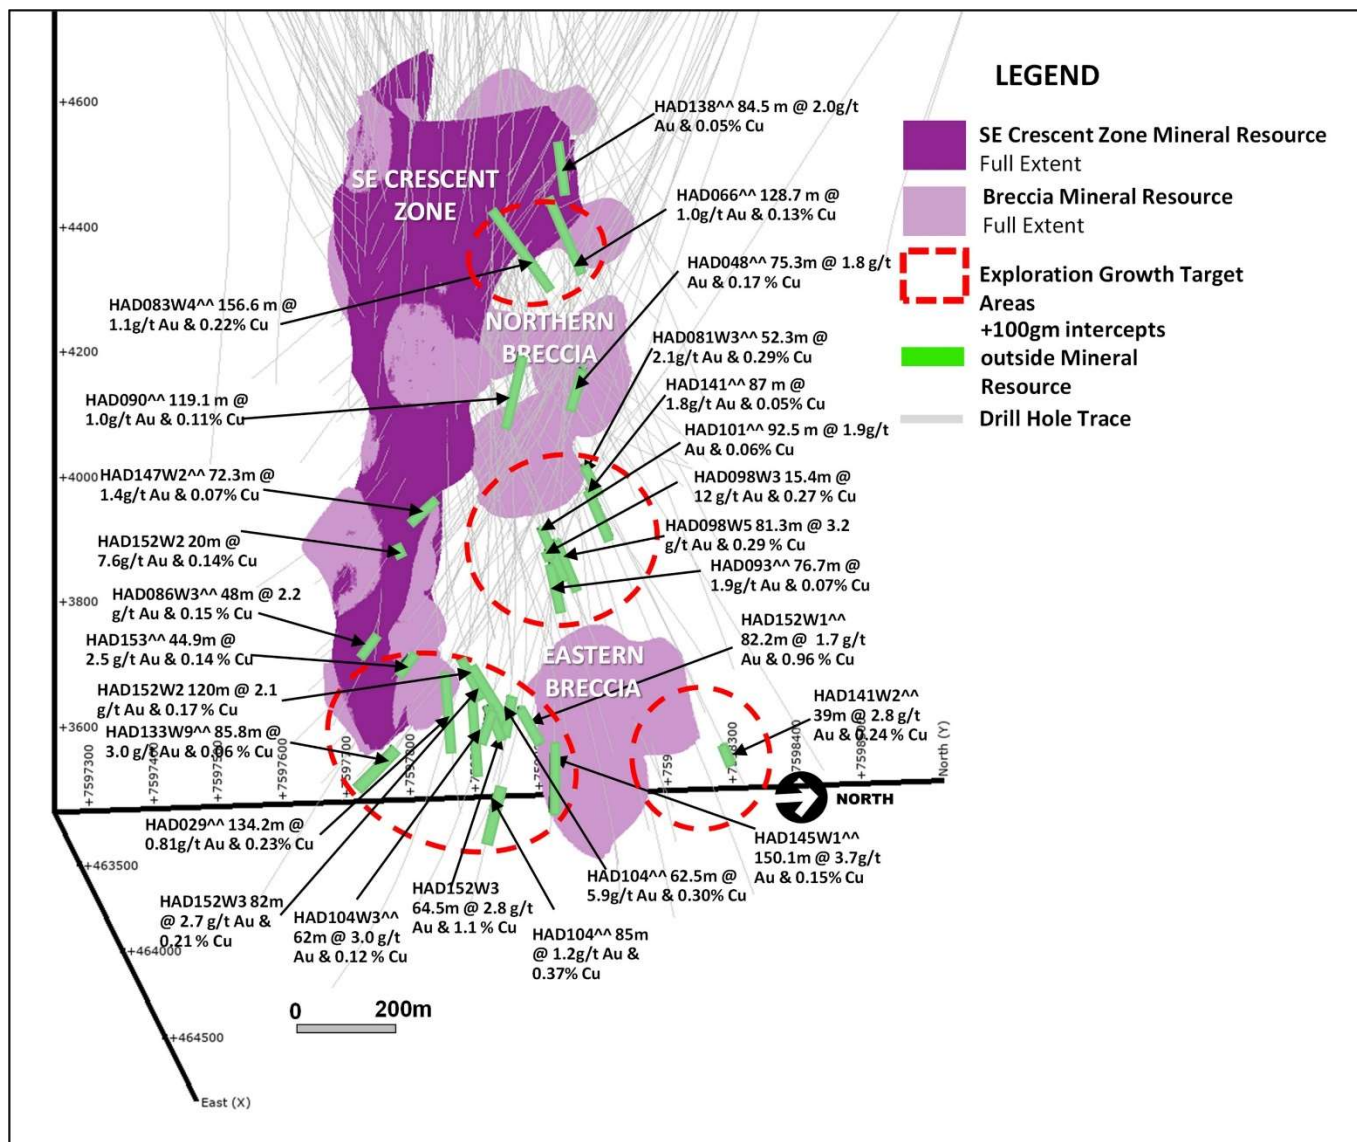 LEGEND
SE Crescent Zone Mineral Resource
Full Extent
Breccia Mineral Resource
Full Extent
Exploration Growth Target
Areas
+100gm intercepts
outside Mineral
Resource
Drill Hole Trace
+4600
+4400
+4200
+4000
+3800
+3600
SE CRESCENT
ZONE
NORTHERN
BRECCIA
EASTERN
BRECCIA
HAD138^^ 84.5 m @ 2.0g/t
Au & 0.05% Cu
HAD066^^ 128.7 m @
1.0g/t Au & 0.13% Cu
HAD048^^ 75.3m @ 1.8 g/t
Au & 0.17 % Cu
HAD083W4^^ 156.6 m @
1.1g/t Au & 0.22% Cu
HAD081W3^^ 52.3m @
2.1g/t Au & 0.29% Cu
HAD141^^ 87 m @
1.8g/t Au & 0.05% Cu
HAD090^^ 119.1 m @
1.0g/t Au & 0.11% Cu
HAD101^^ 92.5 m @ 1.9g/t
Au & 0.06% Cu
HAD147W2^^ 72.3m @
1.4g/t Au & 0.07% Cu
HAD098W3 15.4m @
12 g/t Au & 0.27 % Cu
HAD152W2 20m @
7.6g/t Au & 0.14% Cu
HAD098W5 81.3m @ 3.2
g/t Au & 0.29 % Cu
HAD093^^ 76.7m @
1.9g/t Au & 0.07% Cu
HAD086W3^^ 48m @ 2.2
g/t Au & 0.15 % Cu
HAD153^^ 44.9m @
2.5 g/t Au & 0.14 % Cu
HAD152W1^^
82.2m @ 1.7 g/t
Au & 0.96 % Cu
HAD152W2 120m @ 2.1
g/t Au & 0.17% Cu
HAD141W2^^
39m @ 2.8 g/t
Au & 0.24 % Cu
HAD133W9^^ 85.8m @
3.0 g/t Au & 0.06 % Cu
+7597300
+7597400
+7597500
+7597600
+7597700
+7597800
+7598400
North (Y)
NORTH
HAD029^^ 134.2m @
0.81g/t Au & 0.23% Cu
HAD145W1^^
150.1m @ 3.7g/t
Au & 0.15% Cu
+463500
HAD104^^ 62.5m @
5.9g/t Au & 0.30% Cu
HAD152W3 82m
@ 2.7 g/t Au &
0.21 % Cu
HAD104W3^^
62m @ 3.0 g/t
Au & 0.12 % Cu
HAD152W3
64.5m @ 2.8 g/t
Au & 1.1 % Cu
HAD104^^ 85m
@ 1.2g/t Au &
0.37% Cu
+464000
+464500
East (X)
0 200m